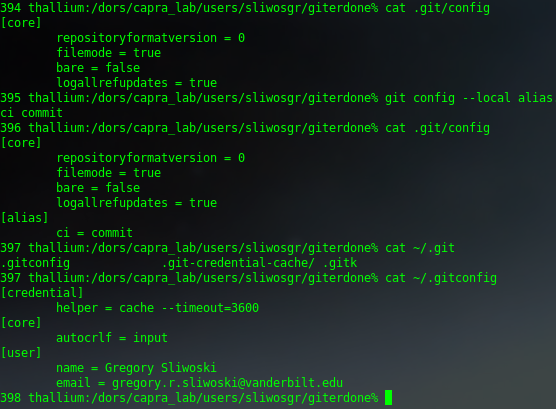 394 thallium:/dors/capra_lab/users/sliwosgr/giterdone% cat .git/config
[core]
        repositoryformatversion = 0
        filemode = true
        bare = false
        logallrefupdates = true
395 thallium:/dors/capra_lab/users/sliwosgr/giterdone% git config --local alias
ci commit
396 thallium:/dors/capra_lab/users/sliwosgr/giterdone% cat .git/config
[core]
        repositoryformatversion = 0
        filemode = true
        bare = false
        logallrefupdates = true
[alias]
        ci = commit
397 thallium:/dors/capra_lab/users/sliwosgr/giterdone% cat ~/.git
.gitconfig             .git-credential-cache/ .gitk
397 thallium:/dors/capra_lab/users/sliwosgr/giterdone% cat ~/.gitconfig
[credential]
        helper = cache --timeout=3600
[core]
        autocrlf = input
[user]
        name = Gregory Sliwoski
        email = gregory.r.sliwoski@vanderbilt.edu
398 thallium:/dors/capra_lab/users/sliwosgr/giterdone%